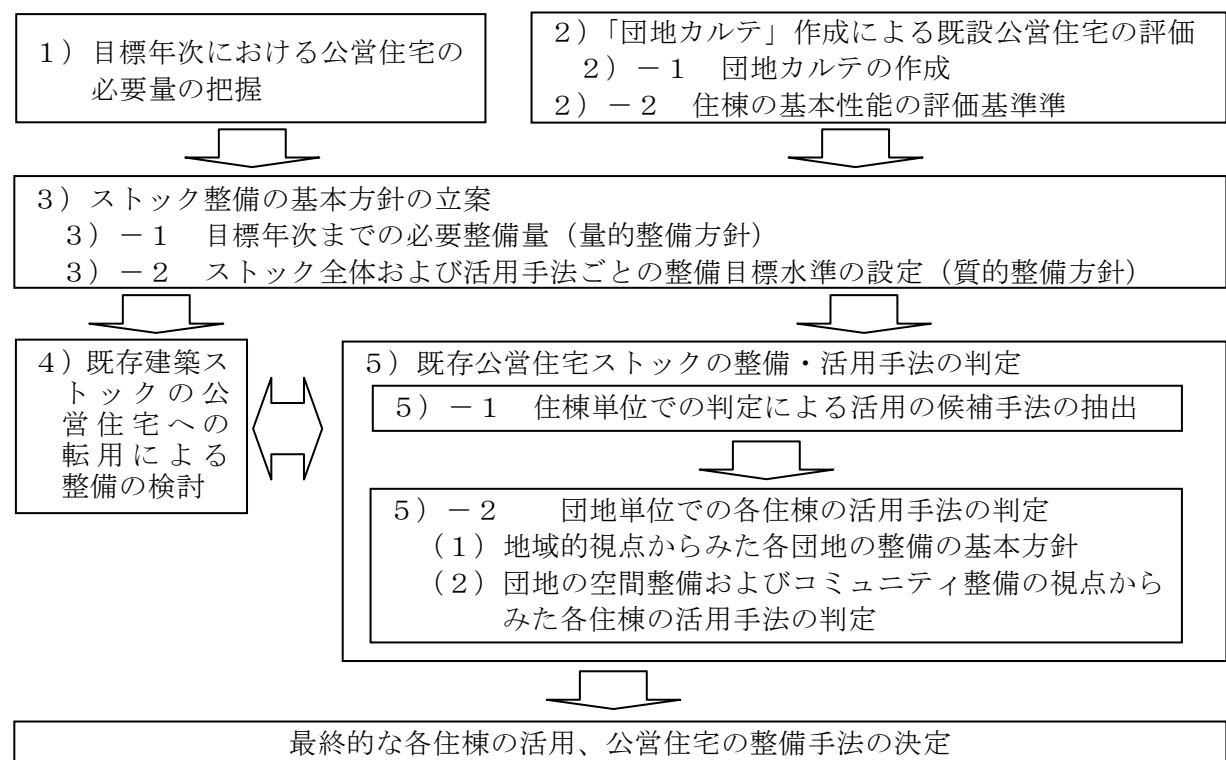 １）目標年次における公営住宅の
必要量の把握
２）「団地カルテ」作成による既設公営住宅の評価
２）－１　団地カルテの作成
２）－２　住棟の基本性能の評価基準準
３）ストック整備の基本方針の立案
３）－１　目標年次までの必要整備量（量的整備方針）
３）－２　ストック全体および活用手法ごとの整備目標水準の設定（質的整備方針）
４）既存建築ス
トックの公
営住宅への
転用による
整備の検討
５）既存公営住宅ストックの整備・活用手法の判定
５）－１　住棟単位での判定による活用の候補手法の抽出
５）－２　　団地単位での各住棟の活用手法の判定
（１）地域的視点からみた各団地の整備の基本方針
（２）団地の空間整備およびコミュニティ整備の視点から
みた各住棟の活用手法の判定
最終的な各住棟の活用、公営住宅の整備手法の決定